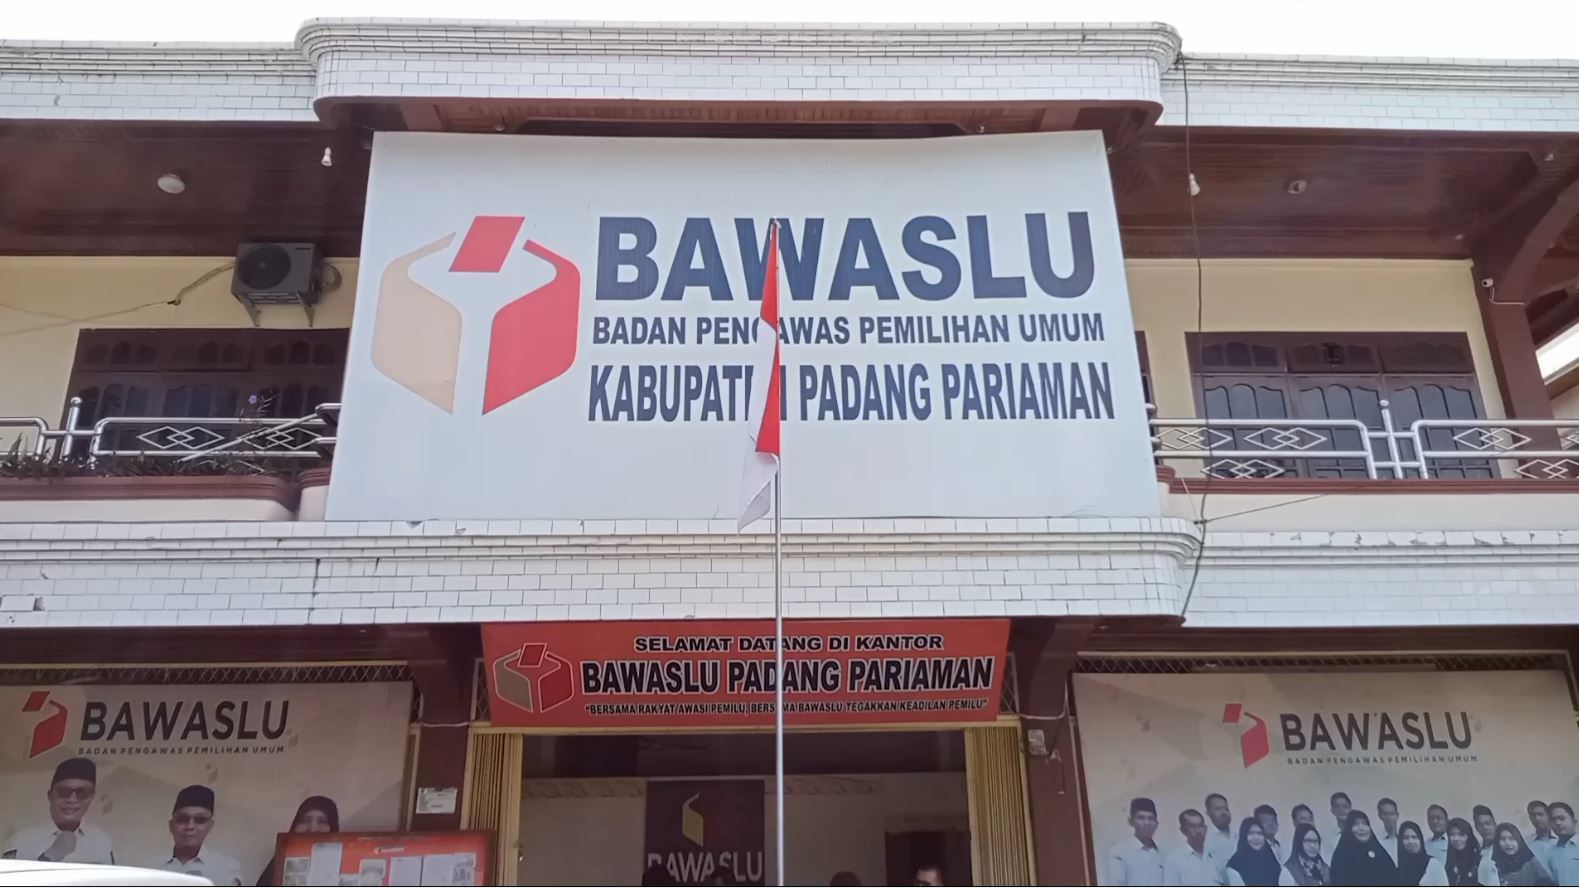 BAWASLU
BADAN PENGAWAS PEMILIHAN UMUM
KABUPATEN PADANG PARIAMAN
SELAMAT DATANG DI KANTOR
BAWASLU PADANG PARIAMAN
"BERSAMA RAKYAT AWASI PEMILU, BERSAMA BAWASLU TEGAKKAN KEADILAN PEMILU"
BAWASLU
BADAN PENGAWAS PEMILIHAN UMUM
BAWASLU
BADAN PENGAWAS PEMILIHAN UMUM
BAWASLU